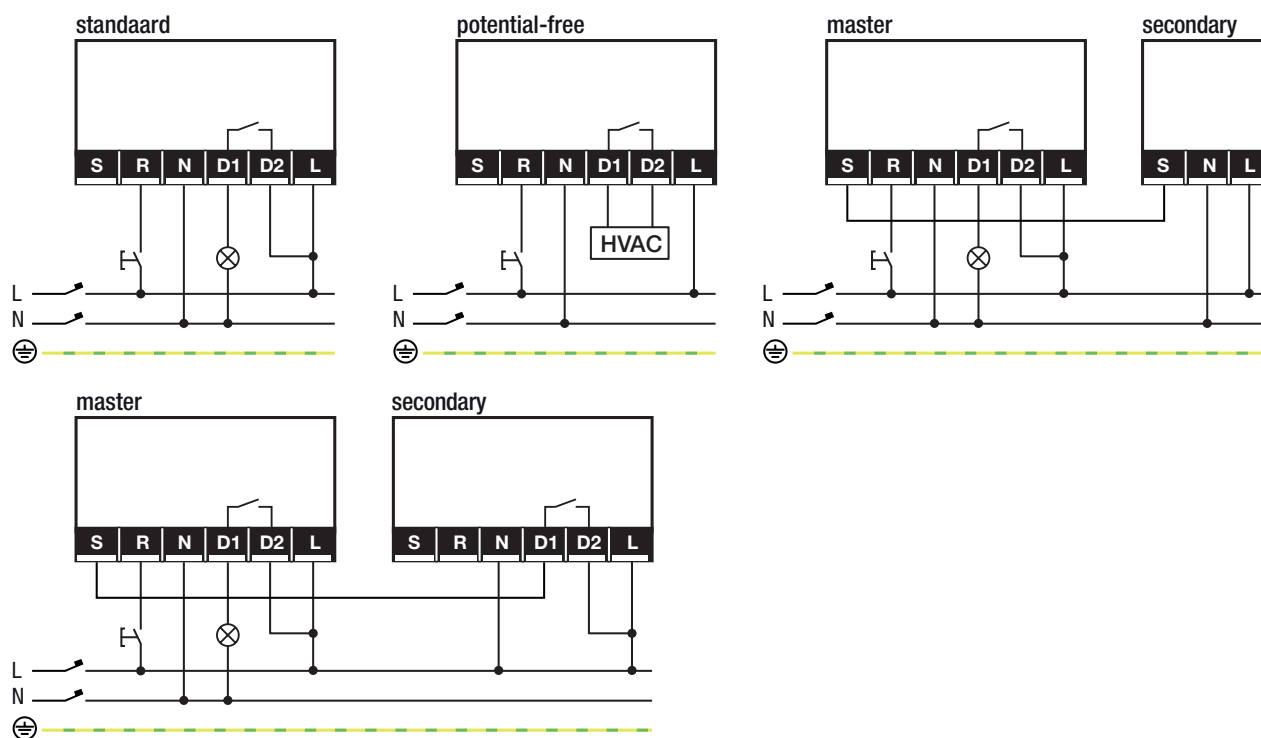 standaard
S R N D1 D2 L
L
N
potential-free
S R N D1 D2 L
HVAC
L
N
master
S R N D1 D2 L
secondary
S N L
L
N
master
S R N D1 D2 L
secondary
S R N D1 D2 L
L
N